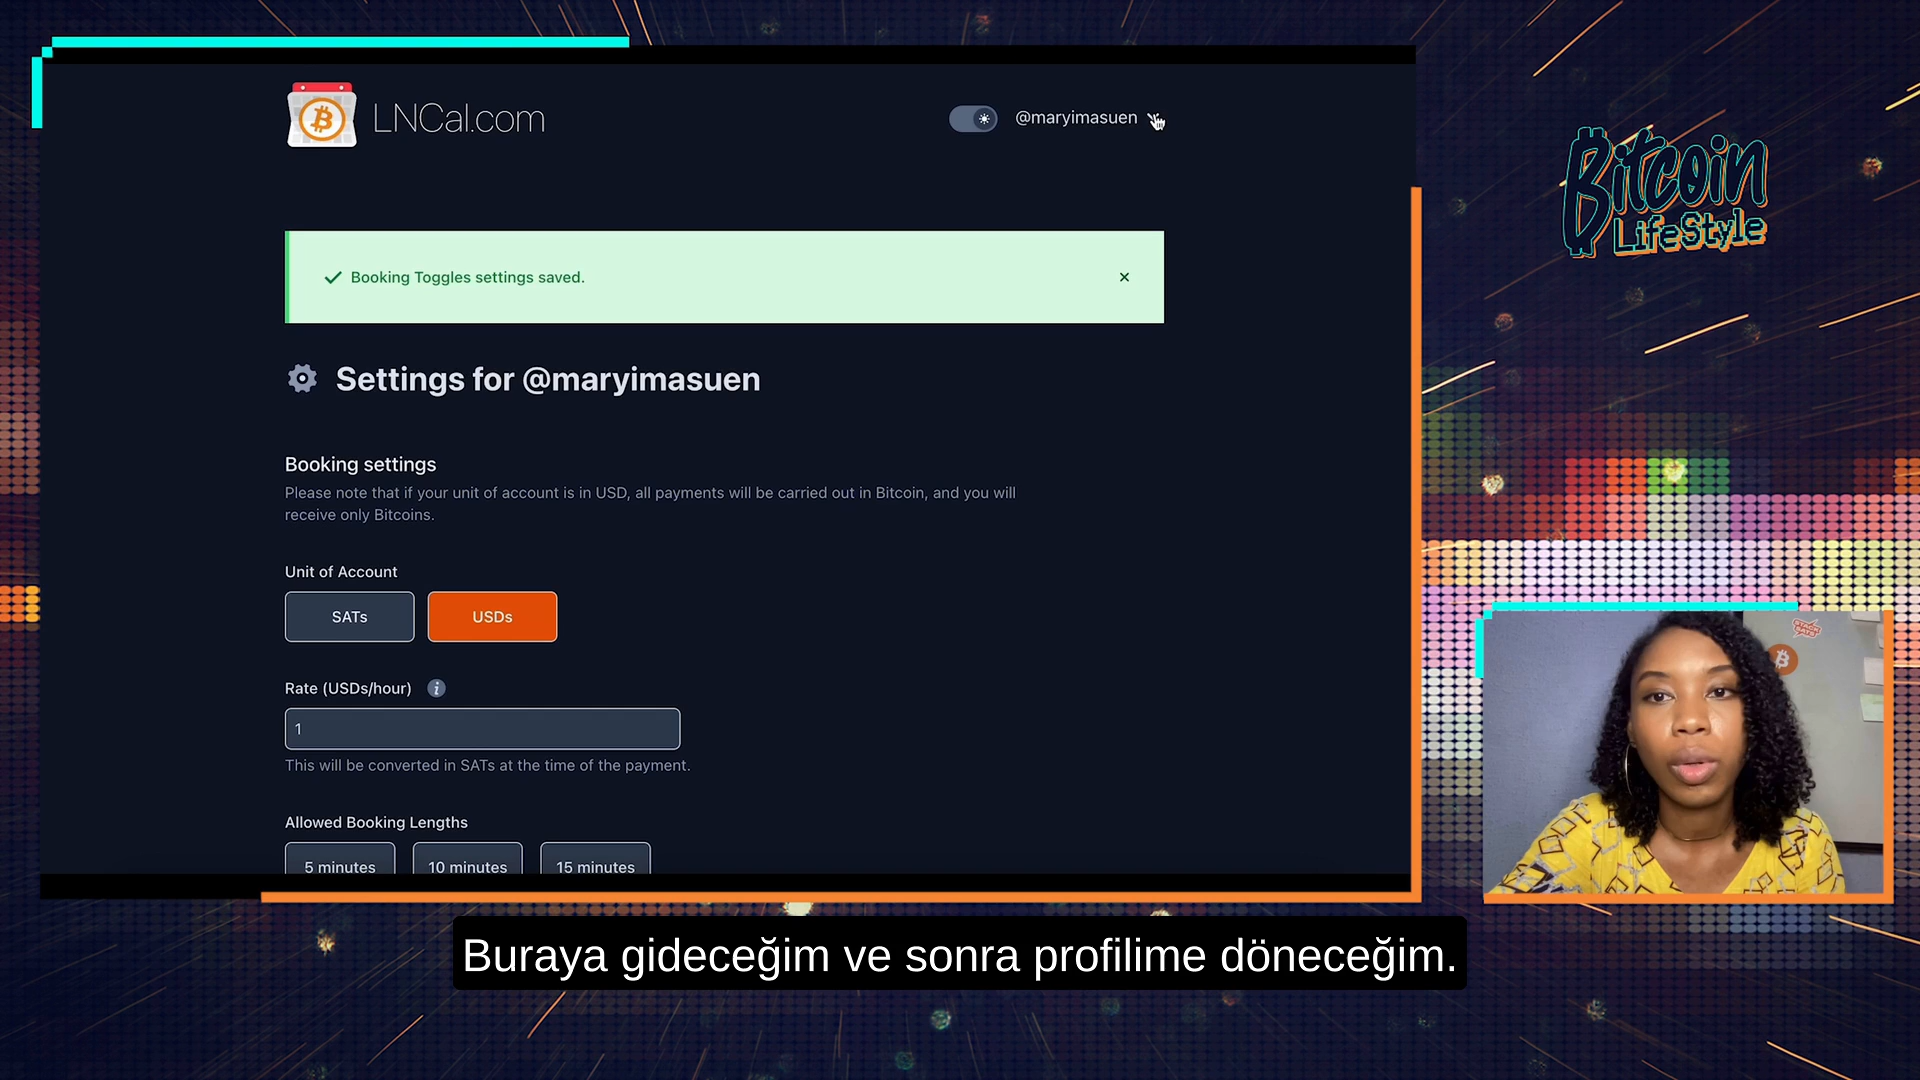 LNCal.com
@maryimasuen
Bitcoin
LifeStyle
Booking Toggles settings saved.
Settings for @maryimasuen
Booking settings
Please note that if your unit of account is in USD, all payments will be carried out in Bitcoin, and you will
receive only Bitcoins.
Unit of Account
SATs
USDs
Rate (USDs/hour)
1
This will be converted in SATs at the time of the payment.
Allowed Booking Lengths
5 minutes
10 minutes
15 minutes
STACK
SATS
Buraya gideceğim ve sonra profilime döneceğim.